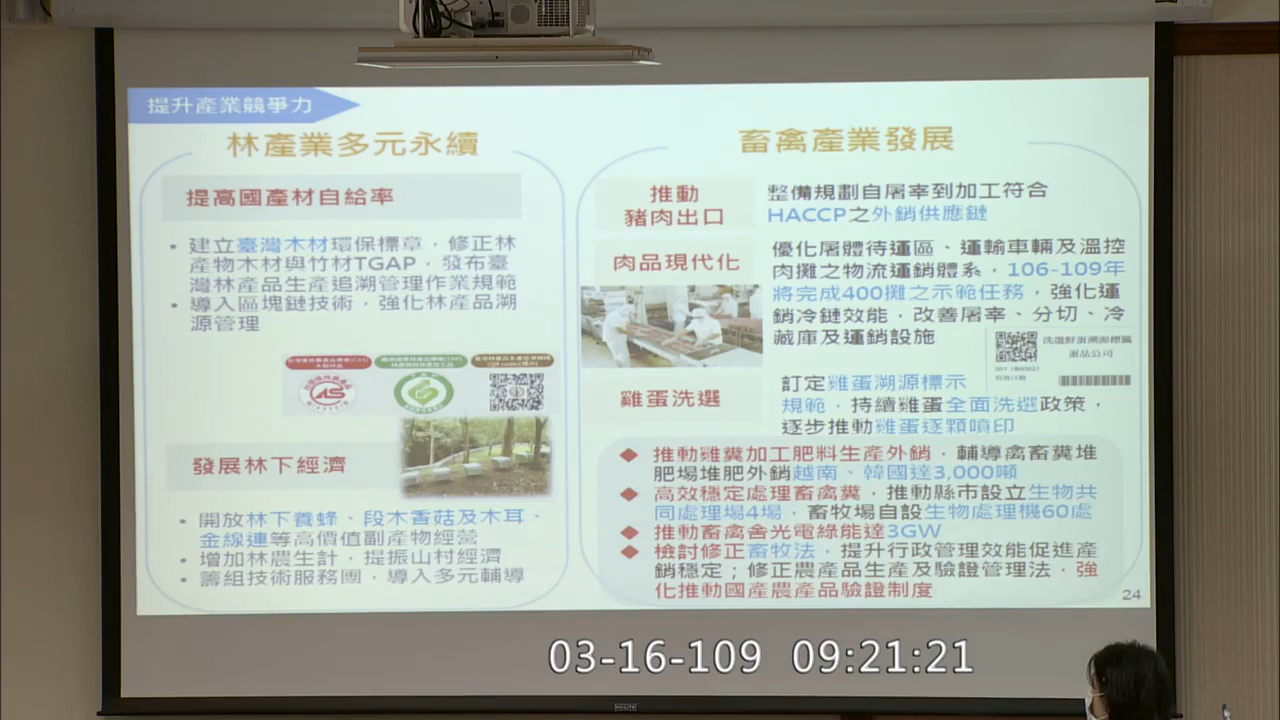 提升產業競爭力
林產業多元永續
提高國產材自給率
• 建立臺灣木材環保標章，修正林
產物木材與竹材TGAP，發布臺
灣林產品生產追溯管理作業規範
• 導入區塊鏈技術，強化林產品溯
源管理
發展林下經濟
• 開放林下養蜂、段木香菇及木耳、
金線連等高價值副產物經營
• 增加林農生計，提振山村經濟
• 籌組技術服務團，導入多元輔導
畜禽產業發展
推動
豬肉出口
整備規劃自屠宰到加工符合
HACCP之外銷供應鏈
肉品現代化
優化屠體待運區、運輸車輛及溫控
肉攤之物流運銷體系，106-109年
將完成400攤之示範任務，強化運
銷冷鏈效能，改善屠宰、分切、冷
藏庫及運銷設施
洗選鮮蛋溯源標籤
蛋品公司
雞蛋洗選
訂定雞蛋溯源標示
規範，持續雞蛋全面洗選政策，
逐步推動雞蛋逐顆噴印
◆ 推動雞糞加工肥料生產外銷，輔導禽畜糞堆
肥場堆肥外銷越南、韓國達3,000噸
◆ 高效穩定處理畜禽糞，推動縣市設立生物共
同處理場4場，畜牧場自設生物處理機60處
◆ 推動畜禽舍光電綠能達3GW
◆ 檢討修正畜牧法，提升行政管理效能促進產
銷穩定；修正農產品生產及驗證管理法，強
化推動國產農產品驗證制度
24
03-16-109 09:21:21